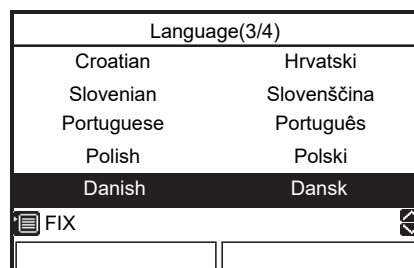 Language(3/4)
Croatian Hrvatski
Slovenian Slovenščina
Portuguese Português
Polish Polski
Danish Dansk
FIX